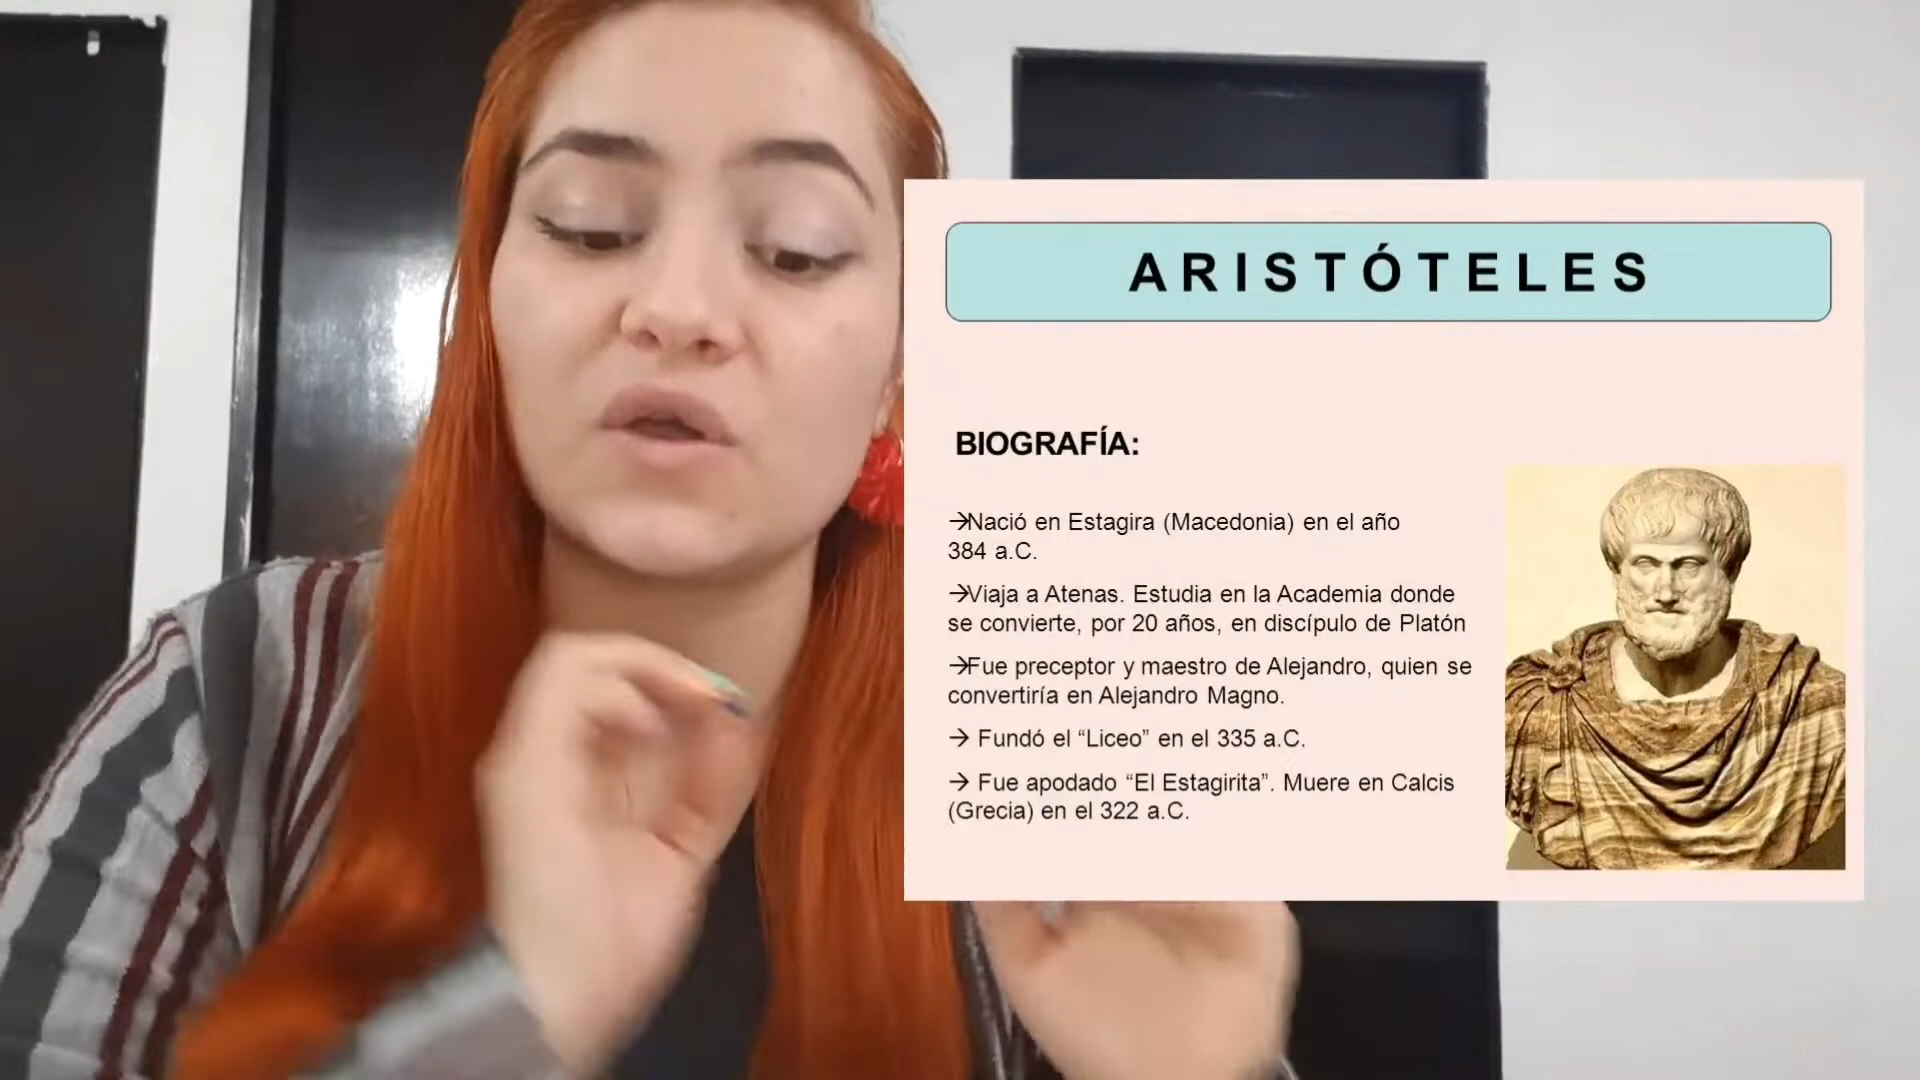 ARISTÓTELES
BIOGRAFÍA:
→Nació en Estagira (Macedonia) en el año
384 a.C.
→Viaja a Atenas. Estudia en la Academia donde
se convierte, por 20 años, en discípulo de Platón
→Fue preceptor y maestro de Alejandro, quien se
convertiría en Alejandro Magno.
→ Fundó el “Liceo” en el 335 a.C.
→ Fue apodado “El Estagirita”. Muere en Calcis
(Grecia) en el 322 a.C.